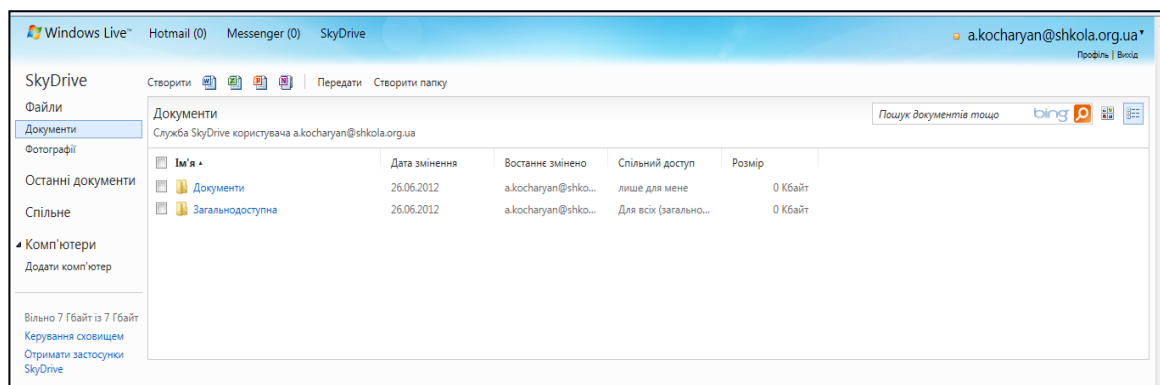 Windows Live™ Hotmail (0) Messenger (0) SkyDrive a.kocharyan@shkola.org.ua
Профіль | Вихід
SkyDrive
Файли
Документи
Фотографії
Останні документи
Спільне
Комп'ютери
Додати комп'ютер
Вільно 7 Гбайт із 7 Гбайт
Керування сховищем
Отримати застосунки
SkyDrive
Створити Передати Створити папку
Документи
Служба SkyDrive користувача a.kocharyan@shkola.org.ua
Пошук документів тощо bing
Ім'я Дата змінення Востаннє змінено Спільний доступ Розмір
Документи 26.06.2012 a.kocharyan@shko... лише для мене 0 Кбайт
Загальнодоступна 26.06.2012 a.kocharyan@shko... Для всіх (загально... 0 Кбайт